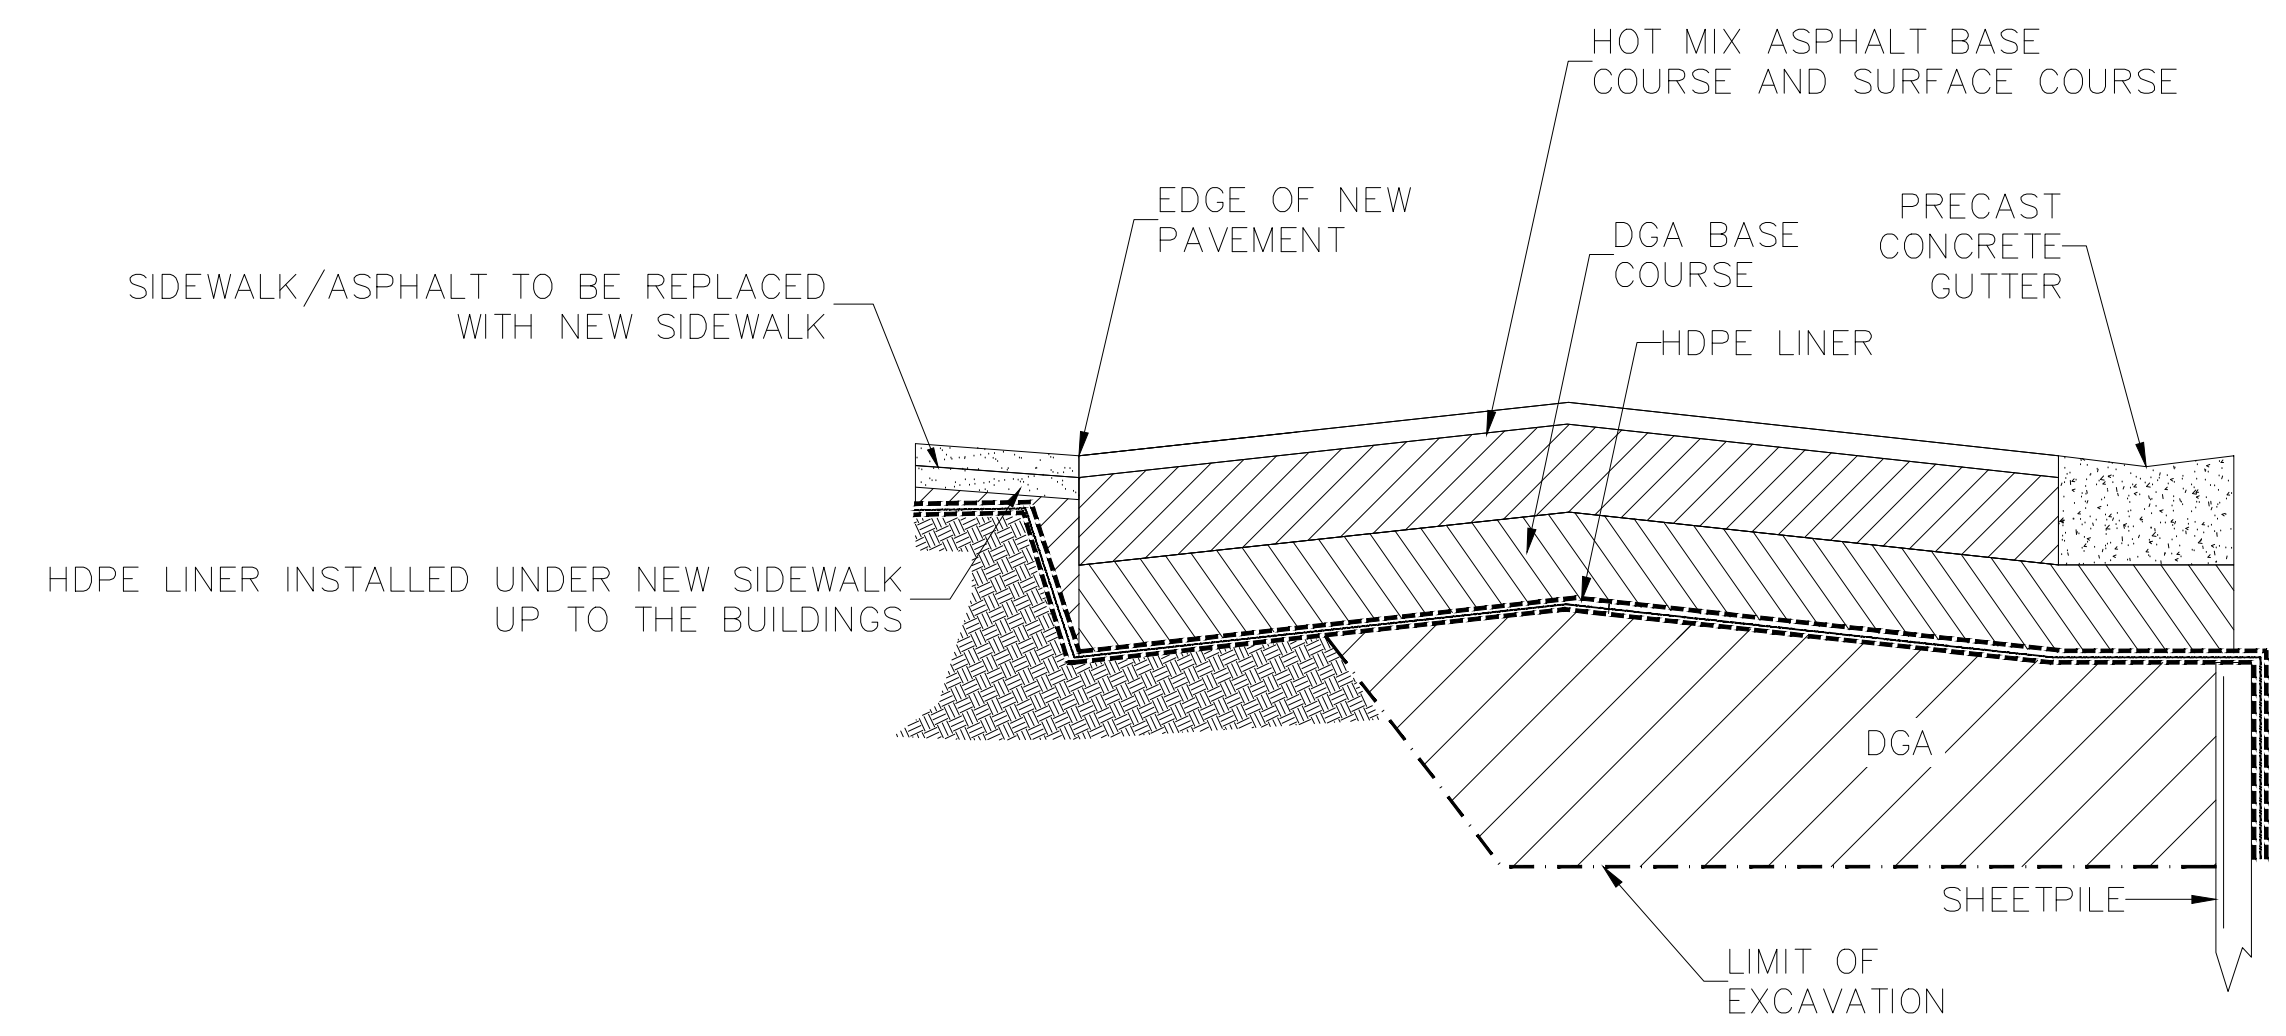 HOT MIX ASPHALT BASE
COURSE AND SURFACE COURSE
EDGE OF NEW
PAVEMENT
PRECAST
CONCRETE
GUTTER
DGA BASE
COURSE
SIDEWALK/ASPHALT TO BE REPLACED
WITH NEW SIDEWALK
HDPE LINER
HDPE LINER INSTALLED UNDER NEW SIDEWALK
UP TO THE BUILDINGS
DGA
SHEETPILE
LIMIT OF
EXCAVATION